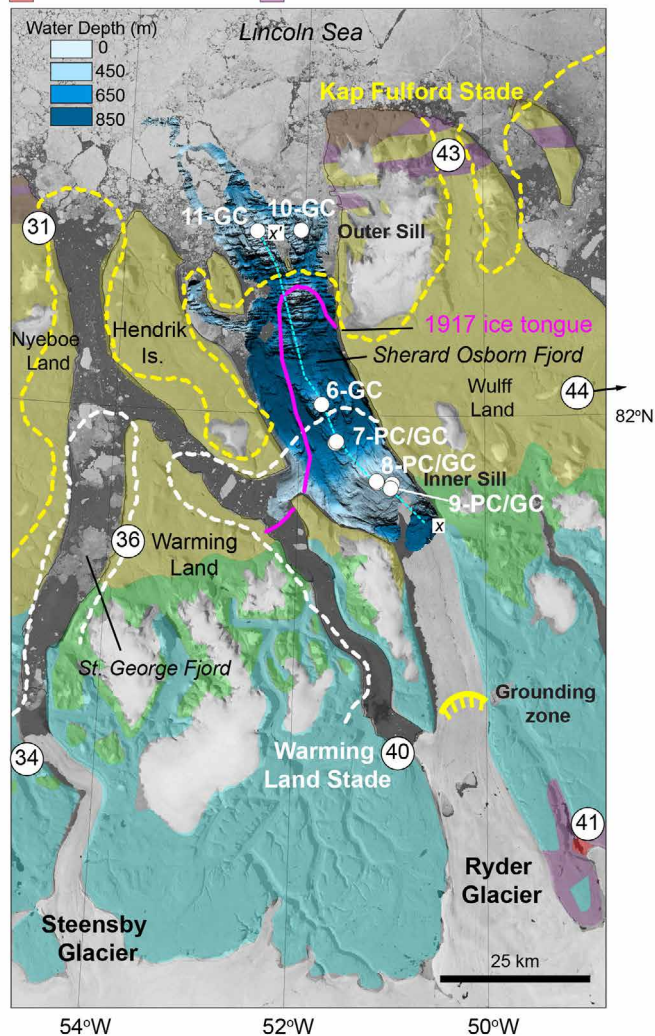 Water Depth (m)
0
450
650
850
Lincoln Sea
Kap Fulford Stade
43
11-GC
10-GC
x'
Outer Sill
31
1917 ice tongue
Nyeboe
Land
Hendrik
Is.
Sherard Osborn Fjord
6-GC
Wulff
Land
44
82°N
7-PC/GC
8-PC/GC
Inner Sill
9-PC/GC
x
36
Warming
Land
St. George Fjord
Grounding
zone
34
Warming
Land Stade
40
41
Ryder
Glacier
Steensby
Glacier
25 km
54°W
52°W
50°W